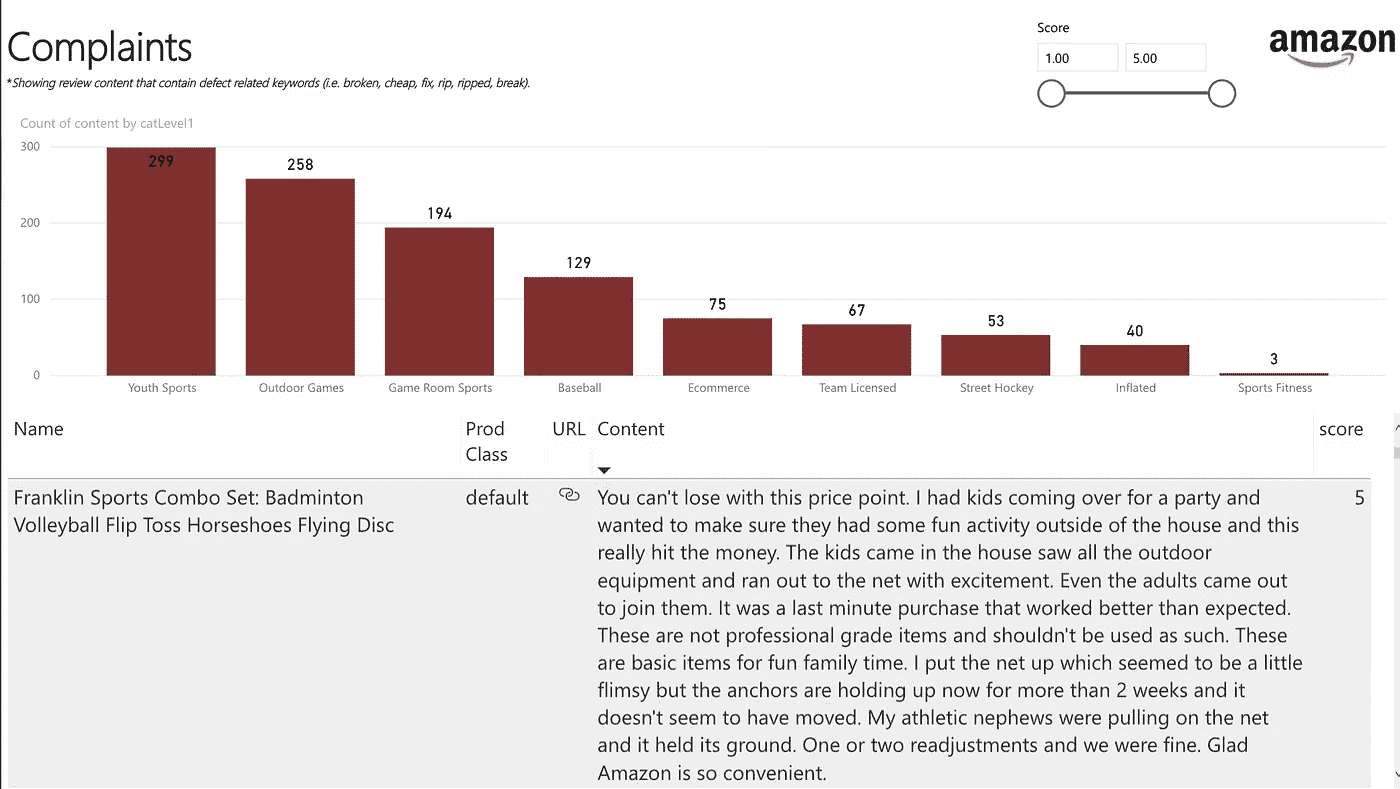 Complaints
*Showing review content that contain defect related keywords (i.e. broken, cheap, fix, rip, ripped, break).
Score
1.00 5.00
amazon
Count of content by catLevel1
300
200
100
0
299
258
194
129
75
67
53
40
3
Youth Sports
Outdoor Games
Game Room Sports
Baseball
Ecommerce
Team Licensed
Street Hockey
Inflated
Sports Fitness
Name
Prod
Class
URL
Content
score
Franklin Sports Combo Set: Badminton
Volleyball Flip Toss Horseshoes Flying Disc
default
You can't lose with this price point. I had kids coming over for a party and
wanted to make sure they had some fun activity outside of the house and this
really hit the money. The kids came in the house saw all the outdoor
equipment and ran out to the net with excitement. Even the adults came out
to join them. It was a last minute purchase that worked better than expected.
These are not professional grade items and shouldn't be used as such. These
are basic items for fun family time. I put the net up which seemed to be a little
flimsy but the anchors are holding up now for more than 2 weeks and it
doesn't seem to have moved. My athletic nephews were pulling on the net
and it held its ground. One or two readjustments and we were fine. Glad
Amazon is so convenient.
5